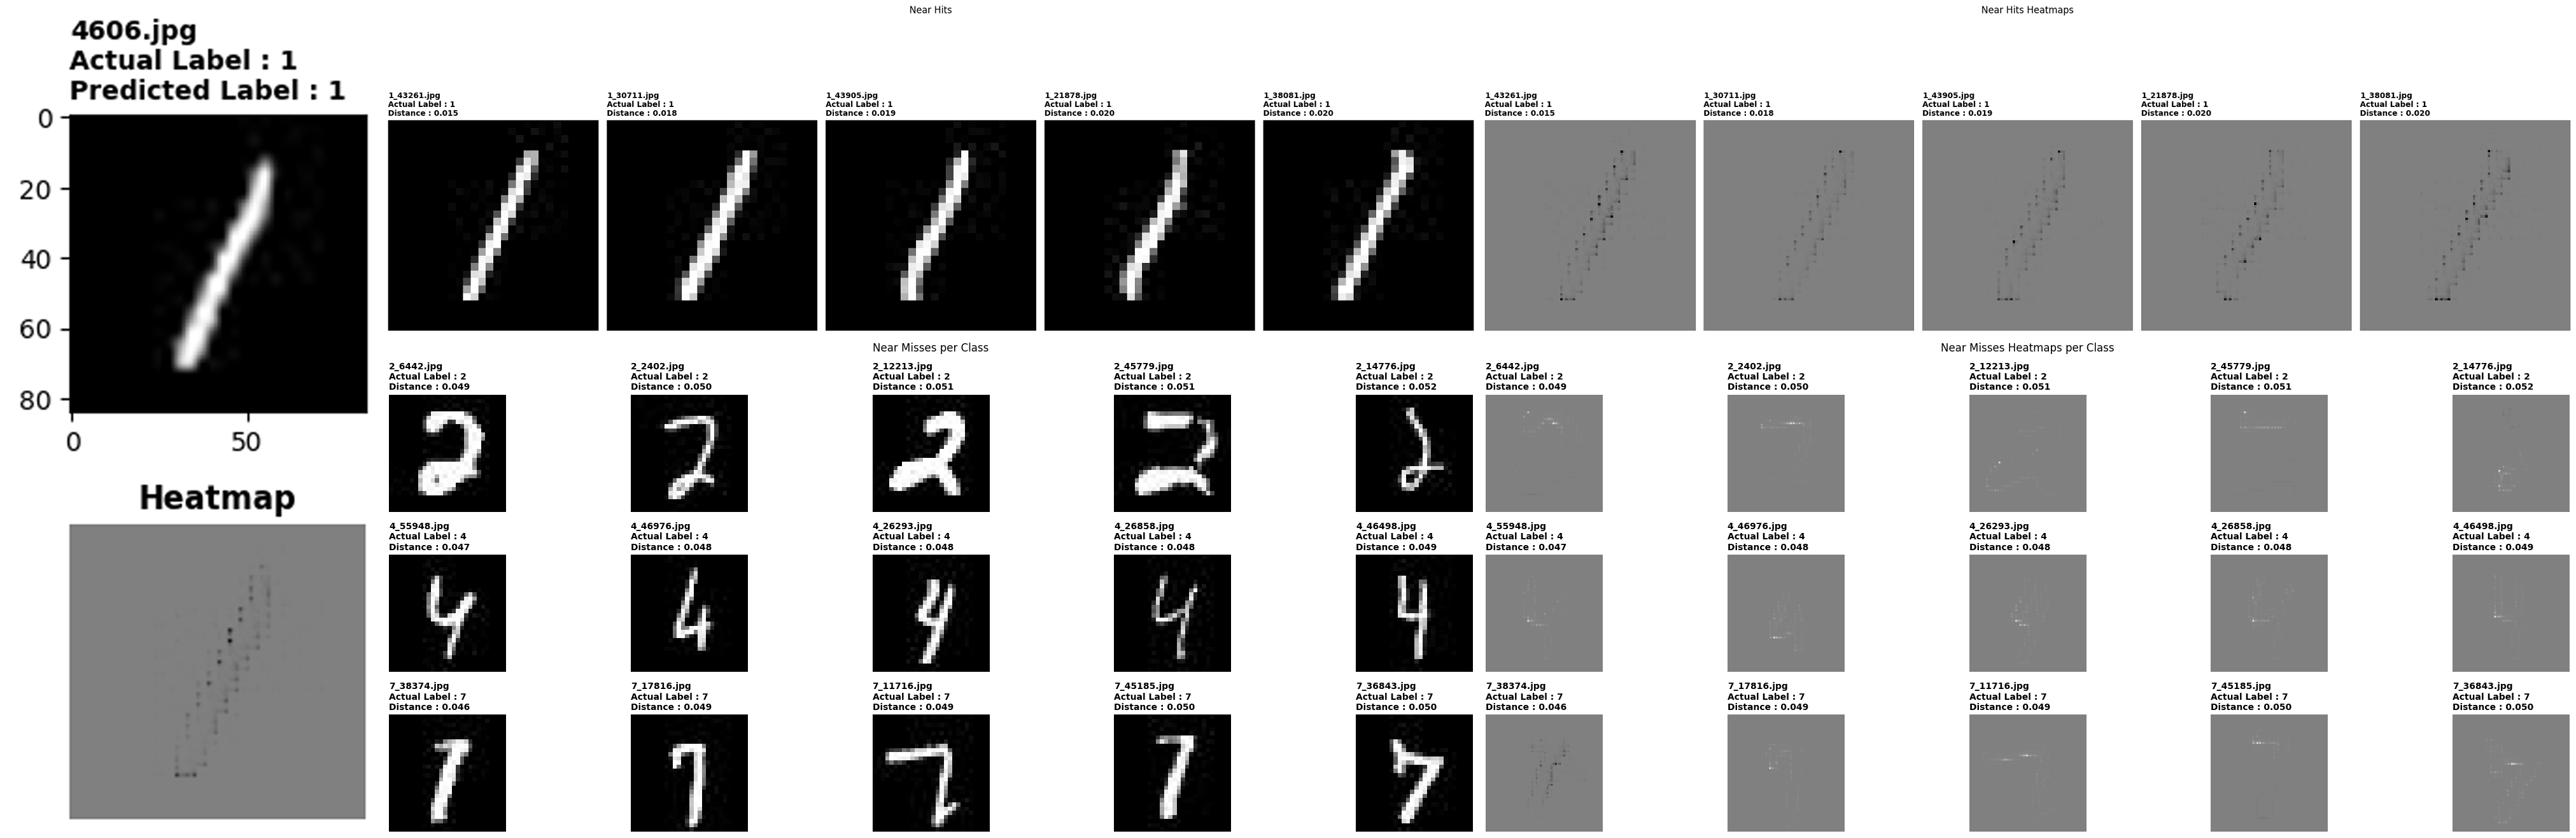 4606.jpg
Actual Label : 1
Predicted Label : 1
0
20
40
60
80
0
50
Heatmap
Near Hits
1_43261.jpg
Actual Label : 1
Distance : 0.015
1_30711.jpg
Actual Label : 1
Distance : 0.018
1_43905.jpg
Actual Label : 1
Distance : 0.019
1_21878.jpg
Actual Label : 1
Distance : 0.020
1_38081.jpg
Actual Label : 1
Distance : 0.020
Near Hits Heatmaps
1_43261.jpg
Actual Label : 1
Distance : 0.015
1_30711.jpg
Actual Label : 1
Distance : 0.018
1_43905.jpg
Actual Label : 1
Distance : 0.019
1_21878.jpg
Actual Label : 1
Distance : 0.020
1_38081.jpg
Actual Label : 1
Distance : 0.020
Near Misses per Class
2_6442.jpg
Actual Label : 2
Distance : 0.049
2_2402.jpg
Actual Label : 2
Distance : 0.050
2_12213.jpg
Actual Label : 2
Distance : 0.051
2_45779.jpg
Actual Label : 2
Distance : 0.051
2_14776.jpg
Actual Label : 2
Distance : 0.052
4_55948.jpg
Actual Label : 4
Distance : 0.047
4_46976.jpg
Actual Label : 4
Distance : 0.048
4_26293.jpg
Actual Label : 4
Distance : 0.048
4_26858.jpg
Actual Label : 4
Distance : 0.048
4_46498.jpg
Actual Label : 4
Distance : 0.049
7_38374.jpg
Actual Label : 7
Distance : 0.046
7_17816.jpg
Actual Label : 7
Distance : 0.049
7_11716.jpg
Actual Label : 7
Distance : 0.049
7_45185.jpg
Actual Label : 7
Distance : 0.050
7_36843.jpg
Actual Label : 7
Distance : 0.050
Near Misses Heatmaps per Class
2_6442.jpg
Actual Label : 2
Distance : 0.049
2_2402.jpg
Actual Label : 2
Distance : 0.050
2_12213.jpg
Actual Label : 2
Distance : 0.051
2_45779.jpg
Actual Label : 2
Distance : 0.051
2_14776.jpg
Actual Label : 2
Distance : 0.052
4_55948.jpg
Actual Label : 4
Distance : 0.047
4_46976.jpg
Actual Label : 4
Distance : 0.048
4_26293.jpg
Actual Label : 4
Distance : 0.048
4_26858.jpg
Actual Label : 4
Distance : 0.048
4_46498.jpg
Actual Label : 4
Distance : 0.049
7_38374.jpg
Actual Label : 7
Distance : 0.046
7_17816.jpg
Actual Label : 7
Distance : 0.049
7_11716.jpg
Actual Label : 7
Distance : 0.049
7_45185.jpg
Actual Label : 7
Distance : 0.050
7_36843.jpg
Actual Label : 7
Distance : 0.050